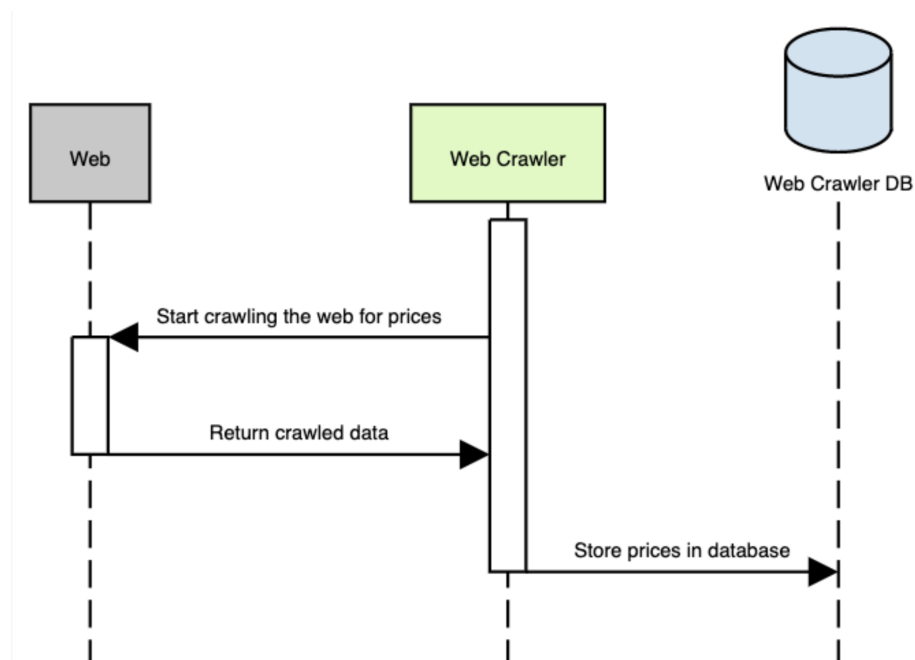 Web
Web Crawler
Web Crawler DB
Start crawling the web for prices
Return crawled data
Store prices in database